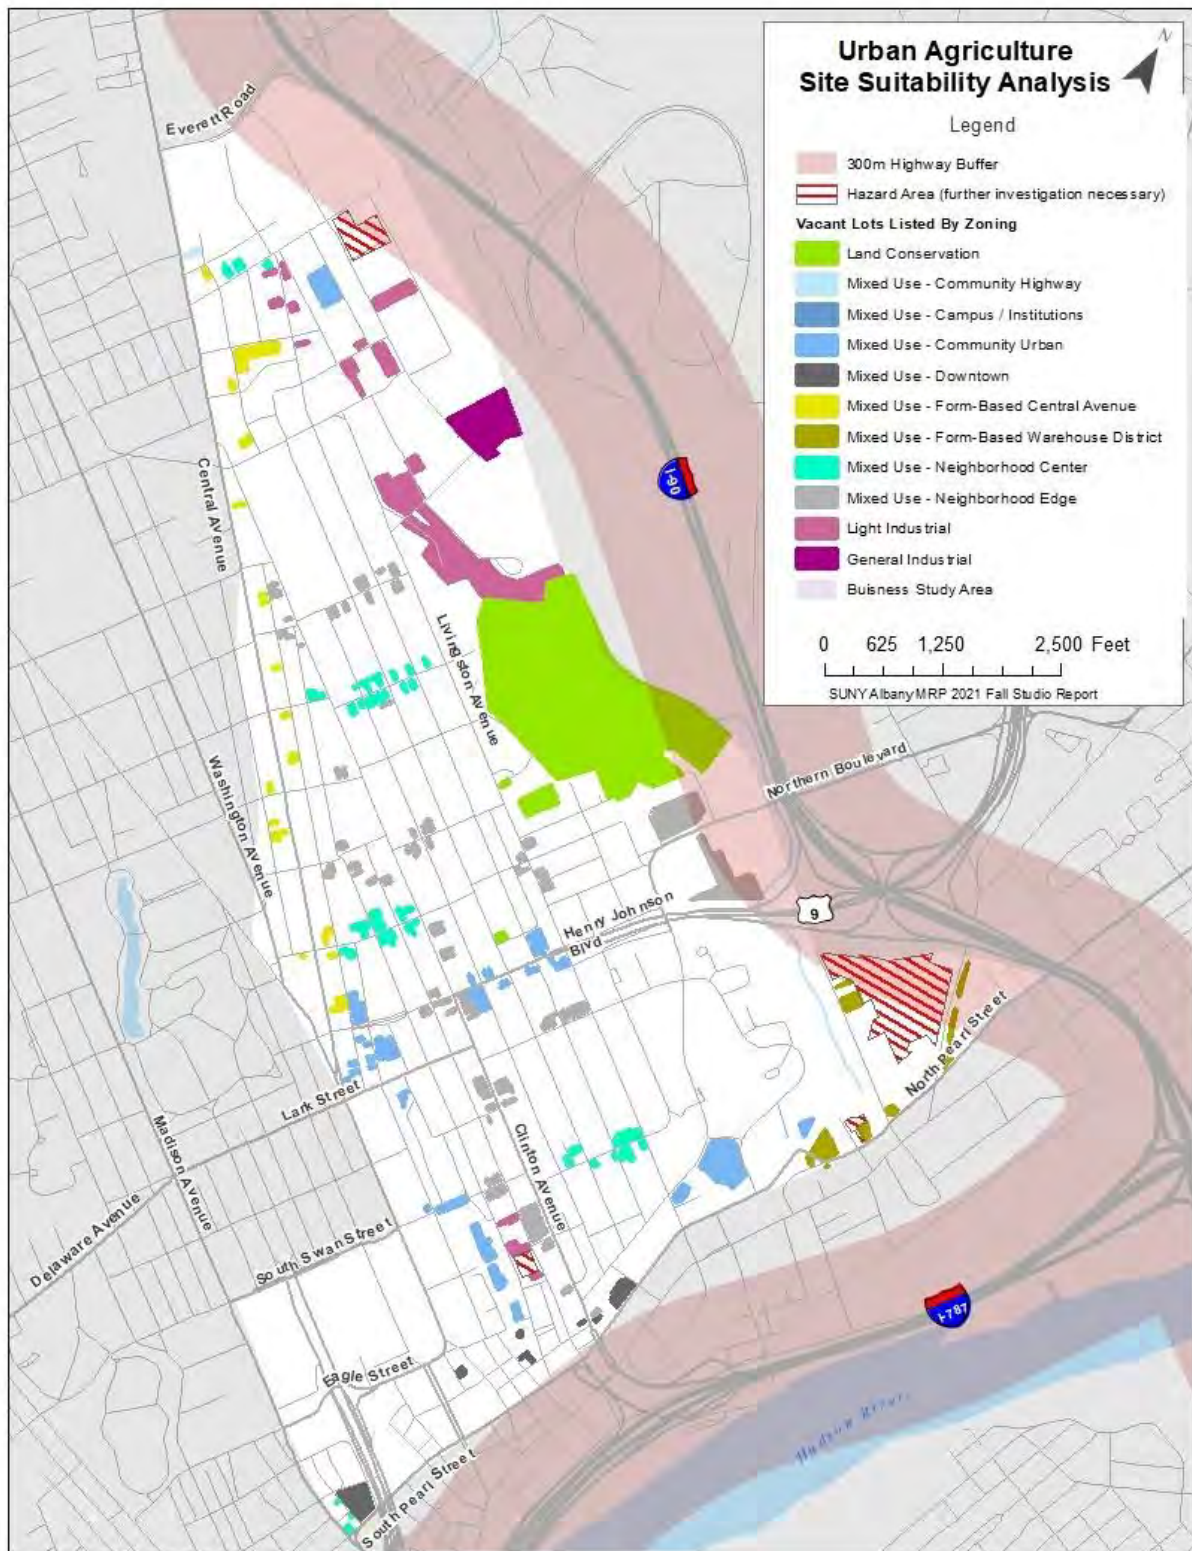 Urban Agriculture
Site Suitability Analysis
N
Legend
300m Highway Buffer
Hazard Area (further investigation necessary)
Vacant Lots Listed By Zoning
Land Conservation
Mixed Use - Community Highway
Mixed Use - Campus / Institutions
Mixed Use - Community Urban
Mixed Use - Downtown
Mixed Use - Form-Based Central Avenue
Mixed Use - Form-Based Warehouse District
Mixed Use - Neighborhood Center
Mixed Use - Neighborhood Edge
Light Industrial
General Industrial
Buisness Study Area
0 625 1,250 2,500 Feet
SUNY Albany MRP 2021 Fall Studio Report
Everett Road
Central Avenue
I-90
Livingston Avenue
Washington Avenue
Northern Boulevard
Henry Johnson
Blvd
9
North Pearl Street
Lark Street
Madison Avenue
Clinton Avenue
Delaware Avenue
South Swan Street
I-787
Eagle Street
Hudson River
South Pearl Street